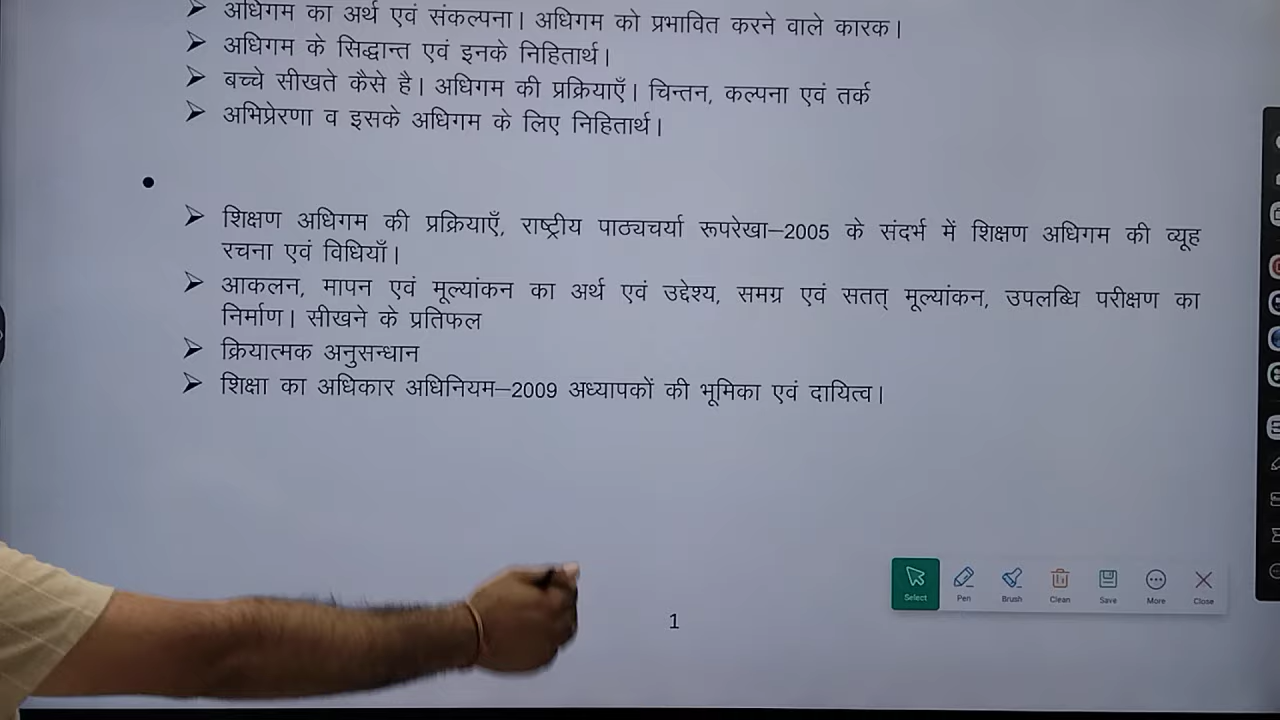 ➢ अधिगम का अर्थ एवं संकल्पना। अधिगम को प्रभावित करने वाले कारक।
➢ अधिगम के सिद्धान्त एवं इनके निहितार्थ।
➢ बच्चे सीखते कैसे है। अधिगम की प्रक्रियाएँ। चिन्तन, कल्पना एवं तर्क
➢ अभिप्रेरणा व इसके अधिगम के लिए निहितार्थ।
•
➢ शिक्षण अधिगम की प्रक्रियाएँ, राष्ट्रीय पाठ्यचर्या रूपरेखा–2005 के संदर्भ में शिक्षण अधिगम की व्यूह
रचना एवं विधियाँ।
➢ आकलन, मापन एवं मूल्यांकन का अर्थ एवं उद्देश्य, समग्र एवं सतत् मूल्यांकन, उपलब्धि परीक्षण का
निर्माण। सीखने के प्रतिफल
➢ क्रियात्मक अनुसन्धान
➢ शिक्षा का अधिकार अधिनियम–2009 अध्यापकों की भूमिका एवं दायित्व।
Select Pen Brush Clean Save More Close
1